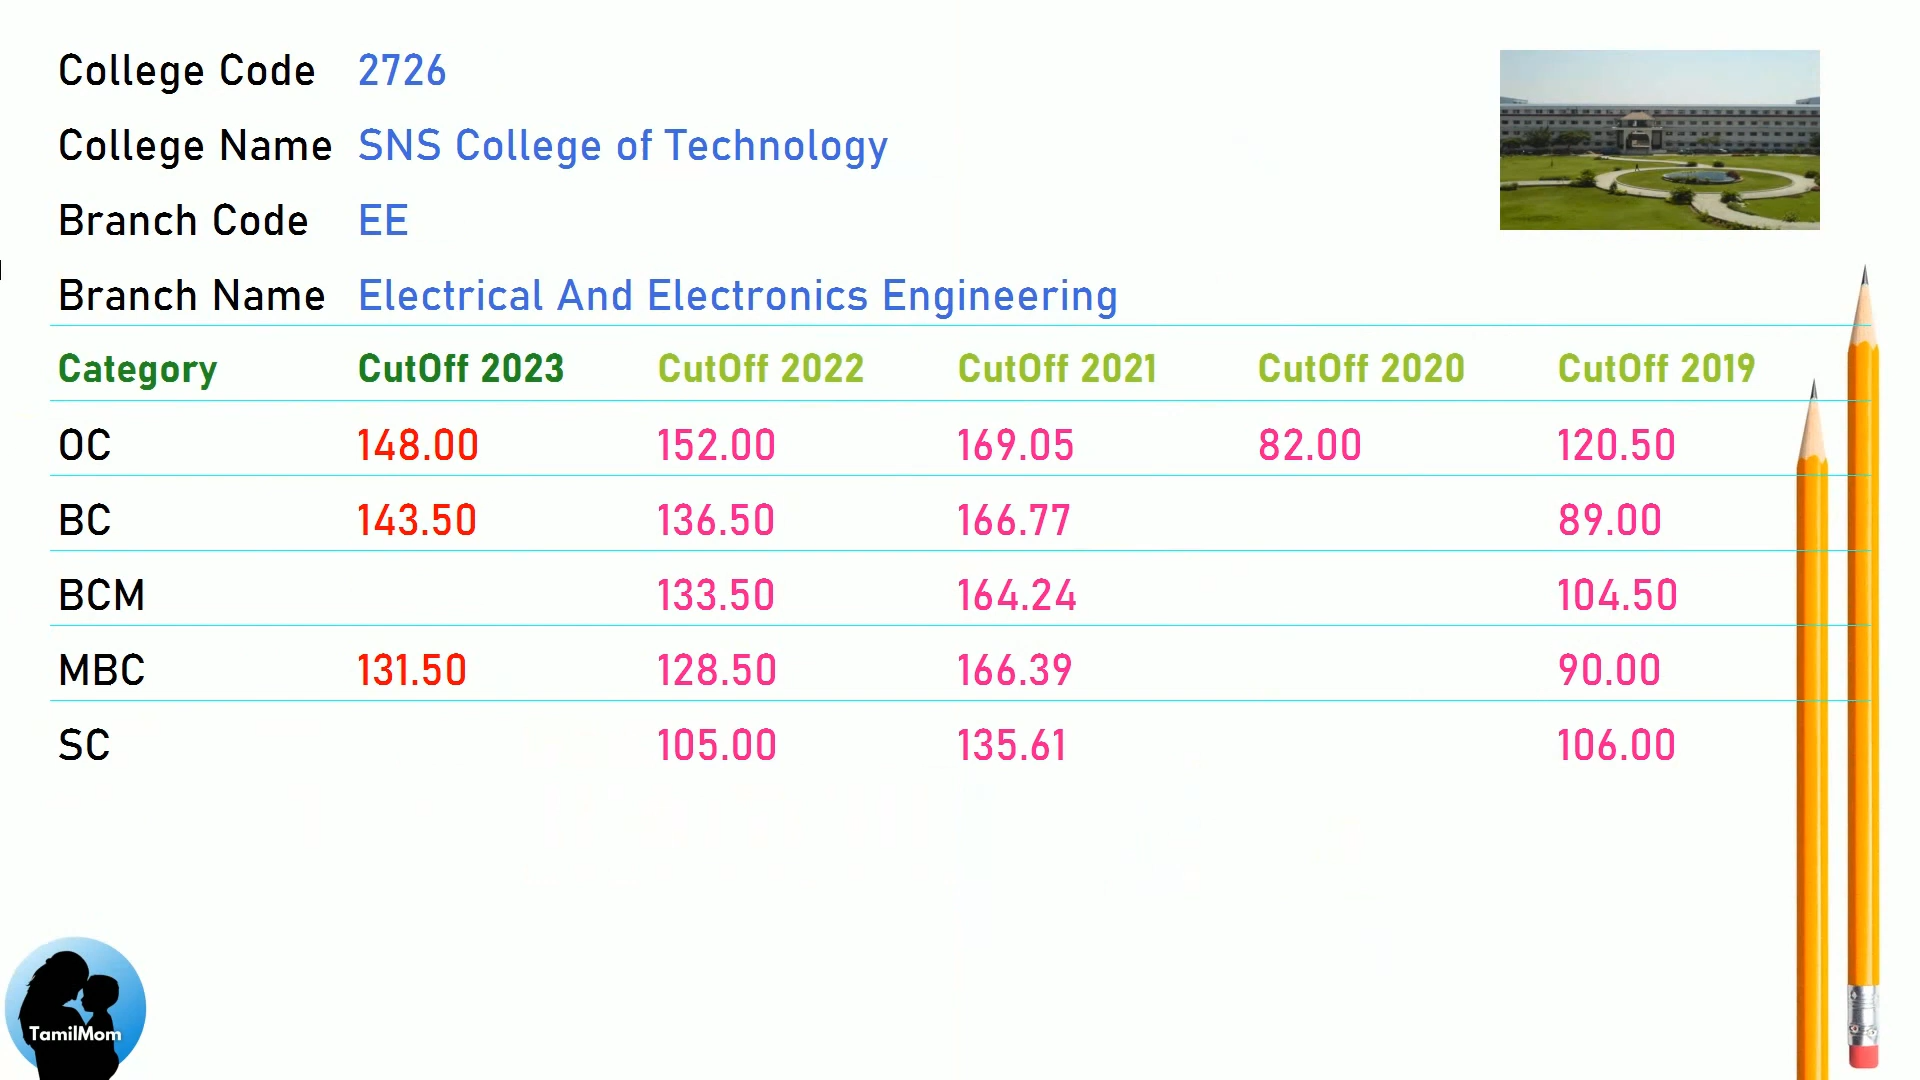 College Code 2726
College Name SNS College of Technology
Branch Code EE
Branch Name Electrical And Electronics Engineering
Category CutOff 2023 CutOff 2022 CutOff 2021 CutOff 2020 CutOff 2019
OC 148.00 152.00 169.05 82.00 120.50
BC 143.50 136.50 166.77 89.00
BCM 133.50 164.24 104.50
MBC 131.50 128.50 166.39 90.00
SC 105.00 135.61 106.00
TamilMom